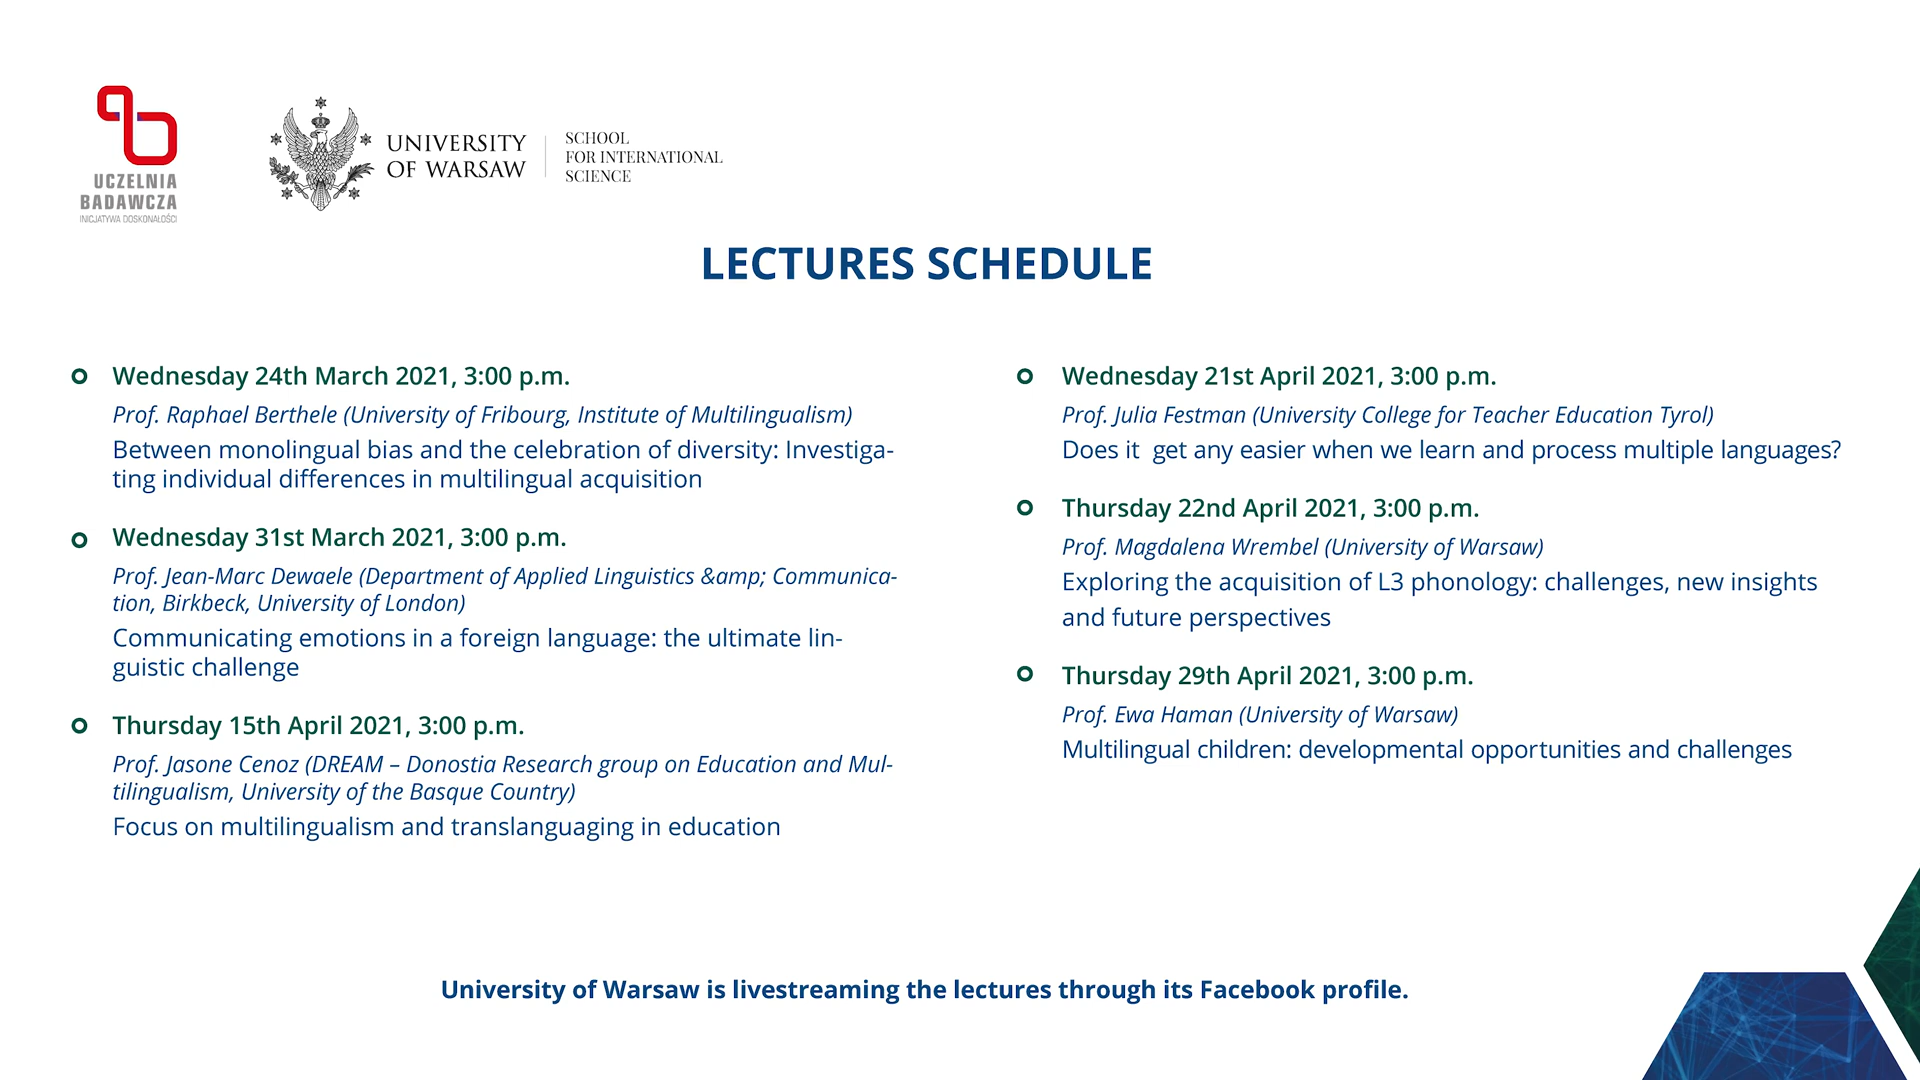 UCZELNIA
BADAWCZA
INICJATYWA DOSKONAŁOŚCI
UNIVERSITY
OF WARSAW
SCHOOL
FOR INTERNATIONAL
SCIENCE
LECTURES SCHEDULE
Wednesday 24th March 2021, 3:00 p.m.
Prof. Raphael Berthele (University of Fribourg, Institute of Multilingualism)
Between monolingual bias and the celebration of diversity: Investiga-
ting individual differences in multilingual acquisition
Wednesday 31st March 2021, 3:00 p.m.
Prof. Jean-Marc Dewaele (Department of Applied Linguistics &amp; Communica-
tion, Birkbeck, University of London)
Communicating emotions in a foreign language: the ultimate lin-
guistic challenge
Thursday 15th April 2021, 3:00 p.m.
Prof. Jasone Cenoz (DREAM – Donostia Research group on Education and Mul-
tilingualism, University of the Basque Country)
Focus on multilingualism and translanguaging in education
Wednesday 21st April 2021, 3:00 p.m.
Prof. Julia Festman (University College for Teacher Education Tyrol)
Does it  get any easier when we learn and process multiple languages?
Thursday 22nd April 2021, 3:00 p.m.
Prof. Magdalena Wrembel (University of Warsaw)
Exploring the acquisition of L3 phonology: challenges, new insights
and future perspectives
Thursday 29th April 2021, 3:00 p.m.
Prof. Ewa Haman (University of Warsaw)
Multilingual children: developmental opportunities and challenges
University of Warsaw is livestreaming the lectures through its Facebook profile.